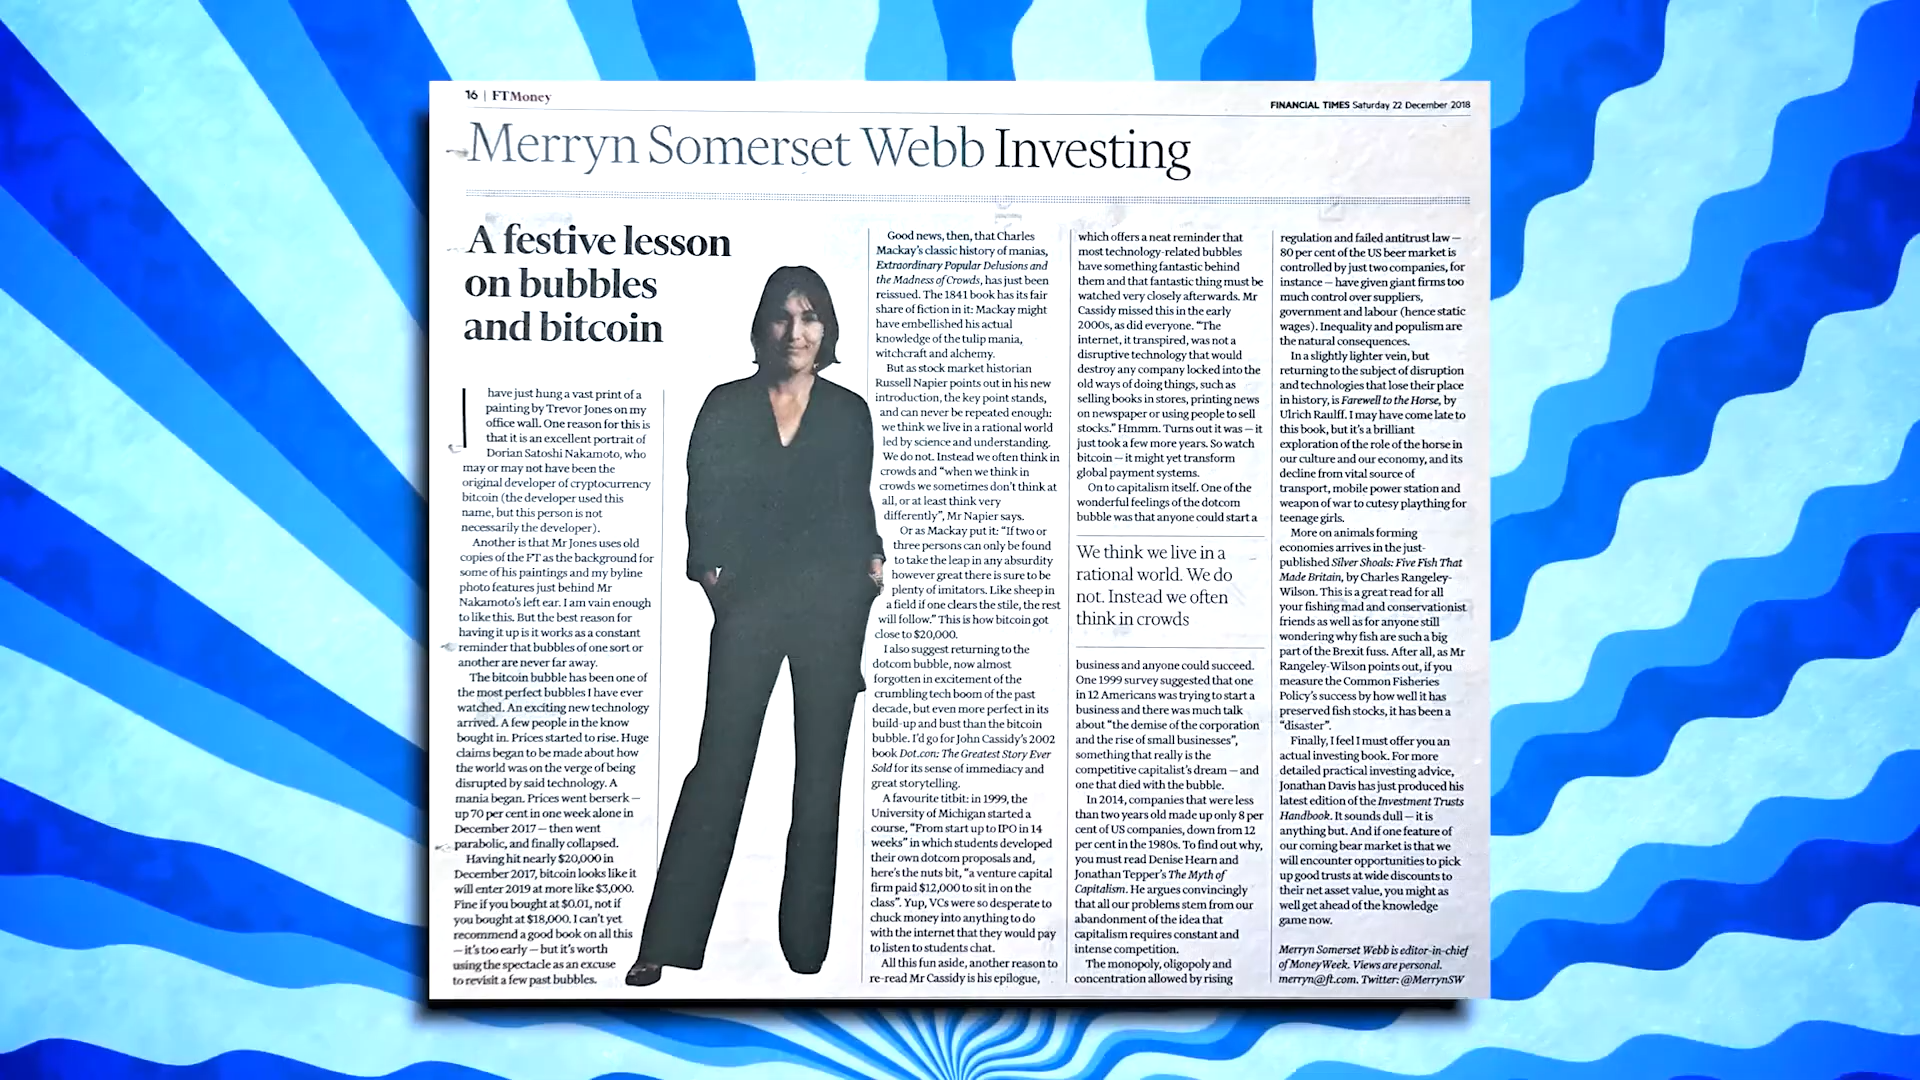 16 | FTMoney
FINANCIAL TIMES Saturday 22 December 2018
Merryn Somerset Webb Investing
A festive lesson
on bubbles
and bitcoin
I have just hung a vast print of a
painting by Trevor Jones on my
office wall. One reason for this is
that it is an excellent portrait of
Dorian Satoshi Nakamoto, who
may or may not have been the
original developer of cryptocurrency
bitcoin (the developer used this
name, but this person is not
necessarily the developer).
Another is that Mr Jones uses old
copies of the FT as the background for
some of his paintings and my byline
photo features just behind Mr
Nakamoto's left ear. I am vain enough
to like this. But the best reason for
having it up is it works as a constant
reminder that bubbles of one sort or
another are never far away.
The bitcoin bubble has been one of
the most perfect bubbles I have ever
watched. An exciting new technology
arrived. A few people in the know
bought in. Prices started to rise. Huge
claims began to be made about how
the world was on the verge of being
disrupted by said technology. A
mania began. Prices went berserk —
up 70 per cent in one week alone in
December 2017 — then went
parabolic, and finally collapsed.
Having hit nearly $20,000 in
December 2017, bitcoin looks like it
will enter 2019 at more like $3,000.
Fine if you bought at $0.01, not if
you bought at $18,000. I can't yet
recommend a good book on all this
— it's too early — but it's worth
using the spectacle as an excuse
to revisit a few past bubbles.
Good news, then, that Charles
Mackay's classic history of manias,
Extraordinary Popular Delusions and
the Madness of Crowds, has just been
reissued. The 1841 book has its fair
share of fiction in it: Mackay might
have embellished his actual
knowledge of the tulip mania,
witchcraft and alchemy.
But as stock market historian
Russell Napier points out in his new
introduction, the key point stands,
and can never be repeated enough:
we think we live in a rational world
led by science and understanding.
We do not. Instead we often think in
crowds and "when we think in
crowds we sometimes don't think at
all, or at least think very
differently", Mr Napier says.
Or as Mackay put it: "If two or
three persons can only be found
to take the leap in any absurdity
however great there is sure to be
plenty of imitators. Like sheep in
a field if one clears the stile, the rest
will follow." This is how bitcoin got
close to $20,000.
I also suggest returning to the
dotcom bubble, now almost
forgotten in excitement of the
crumbling tech boom of the past
decade, but even more perfect in its
build-up and bust than the bitcoin
bubble. I'd go for John Cassidy's 2002
book Dot.con: The Greatest Story Ever
Sold for its sense of immediacy and
great storytelling.
A favourite titbit: in 1999, the
University of Michigan started a
course, "From start up to IPO in 14
weeks" in which students developed
their own dotcom proposals and,
here's the nuts bit, "a venture capital
firm paid $12,000 to sit in on the
class". Yup, VCs were so desperate to
chuck money into anything to do
with the internet that they would pay
to listen to students chat.
All this fun aside, another reason to
re-read Mr Cassidy is his epilogue,
which offers a neat reminder that
most technology-related bubbles
have something fantastic behind
them and that fantastic thing must be
watched very closely afterwards. Mr
Cassidy missed this in the early
2000s, as did everyone. "The
internet, it transpired, was not a
disruptive technology that would
destroy any company locked into the
old ways of doing things, such as
selling books in stores, printing news
on newspaper or using people to sell
stocks." Hmmm. Turns out it was — it
just took a few more years. So watch
bitcoin — it might yet transform
global payment systems.
On to capitalism itself. One of the
wonderful feelings of the dotcom
bubble was that anyone could start a
We think we live in a
rational world. We do
not. Instead we often
think in crowds
business and anyone could succeed.
One 1999 survey suggested that one
in 12 Americans was trying to start a
business and there was much talk
about "the demise of the corporation
and the rise of small businesses",
something that really is the
competitive capitalist's dream — and
one that died with the bubble.
In 2014, companies that were less
than two years old made up only 8 per
cent of US companies, down from 12
per cent in the 1980s. To find out why,
you must read Denise Hearn and
Jonathan Tepper's The Myth of
Capitalism. He argues convincingly
that all our problems stem from our
abandonment of the idea that
capitalism requires constant and
intense competition.
The monopoly, oligopoly and
concentration allowed by rising
regulation and failed antitrust law —
80 per cent of the US beer market is
controlled by just two companies, for
instance — have given giant firms too
much control over suppliers,
government and labour (hence static
wages). Inequality and populism are
the natural consequences.
In a slightly lighter vein, but
returning to the subject of disruption
and technologies that lose their place
in history, is Farewell to the Horse, by
Ulrich Raulff. I may have come late to
this book, but it's a brilliant
exploration of the role of the horse in
our culture and our economy, and its
decline from vital source of
transport, mobile power station and
weapon of war to cutesy plaything for
teenage girls.
More on animals forming
economies arrives in the just-
published Silver Shoals: Five Fish That
Made Britain, by Charles Rangeley-
Wilson. This is a great read for all
your fishing mad and conservationist
friends as well as for anyone still
wondering why fish are such a big
part of the Brexit fuss. After all, as Mr
Rangeley-Wilson points out, if you
measure the Common Fisheries
Policy's success by how well it has
preserved fish stocks, it has been a
"disaster".
Finally, I feel I must offer you an
actual investing book. For more
detailed practical investing advice,
Jonathan Davis has just produced his
latest edition of the Investment Trusts
Handbook. It sounds dull — it is
anything but. And if one feature of
our coming bear market is that we
will encounter opportunities to pick
up good trusts at wide discounts to
their net asset value, you might as
well get ahead of the knowledge
game now.
Merryn Somerset Webb is editor-in-chief
of MoneyWeek. Views are personal.
merryn@ft.com. Twitter: @MerrynSW